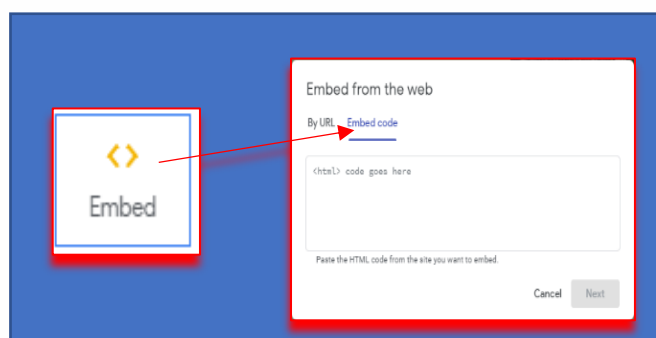 <>
Embed
Embed from the web
By URL Embed code
<html> code goes here
Paste the HTML code from the site you want to embed.
Cancel Next